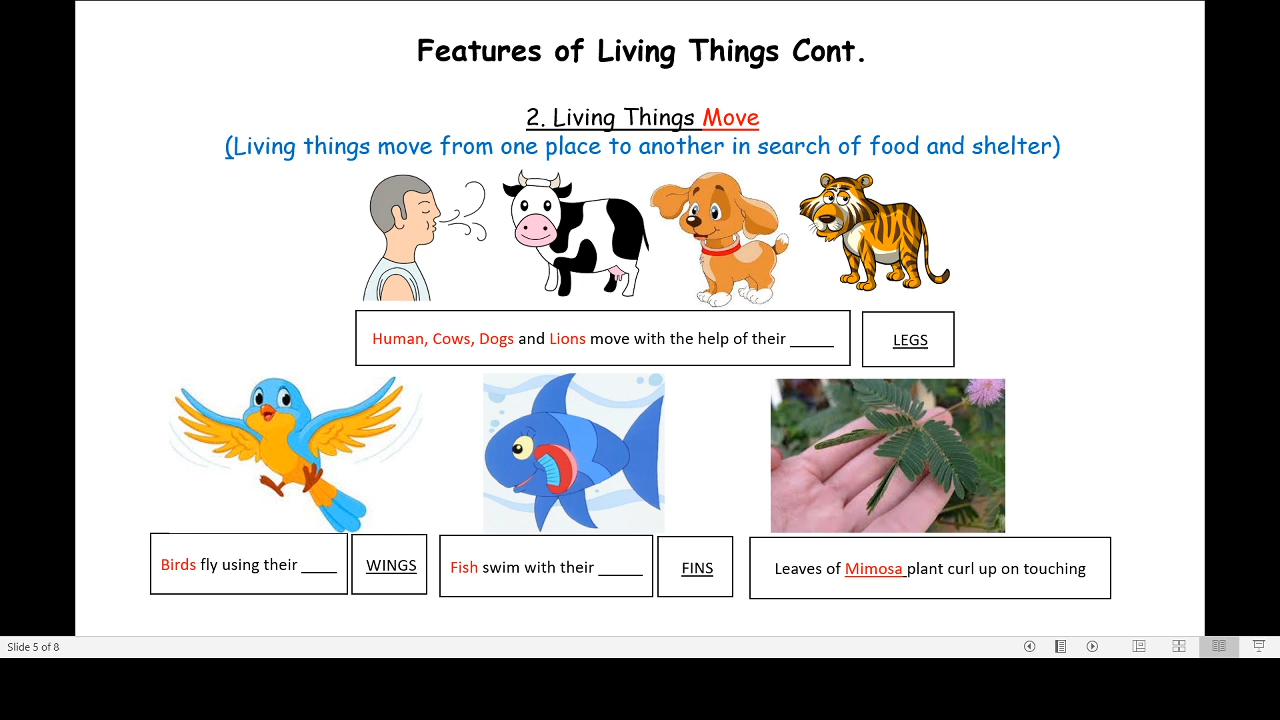 Features of Living Things Cont.
2. Living Things Move
(Living things move from one place to another in search of food and shelter)
Human, Cows, Dogs and Lions move with the help of their _____
LEGS
Birds fly using their ____
WINGS
Fish swim with their _____
FINS
Leaves of Mimosa plant curl up on touching
Slide 5 of 8